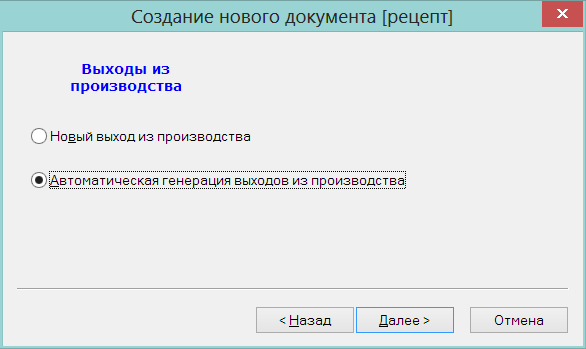 Создание нового документа [рецепт]
Выходы из
производства
Новый выход из производства
Автоматическая генерация выходов из производства
< Назад
Далее >
Отмена